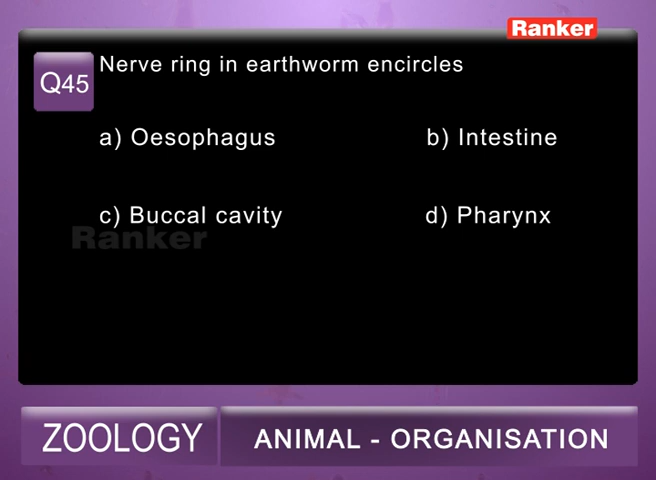 Ranker
Q45 Nerve ring in earthworm encircles
a) Oesophagus b) Intestine
c) Buccal cavity d) Pharynx
Ranker
ZOOLOGY ANIMAL - ORGANISATION